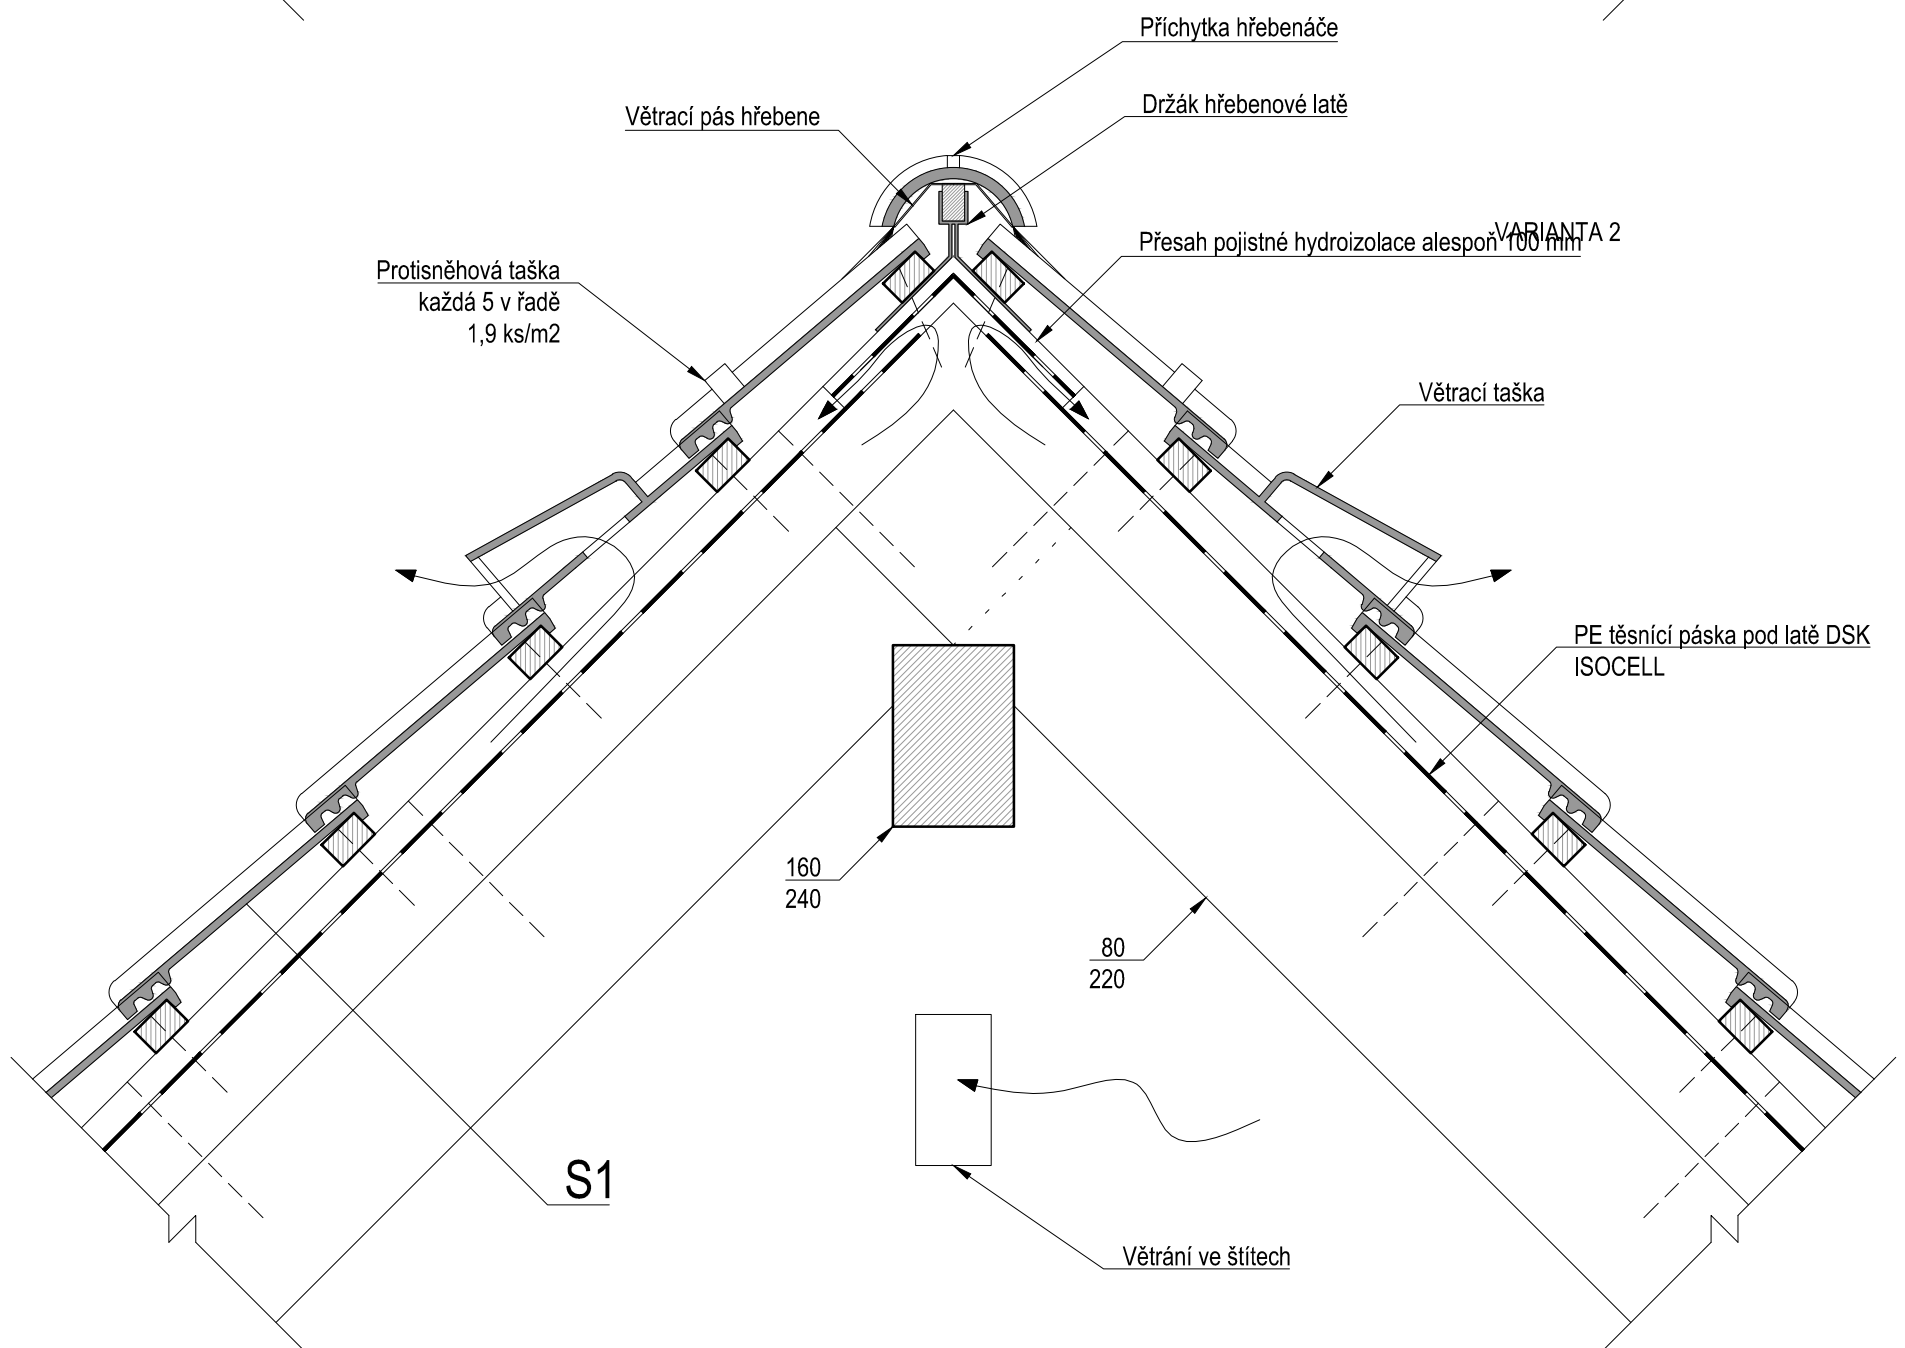 Příchytka hřebenáče
Držák hřebenové latě
Větrací pás hřebene
VARIANTA 2
Přesah pojistné hydroizolace alespoň 100 mm
Protisněhová taška
každá 5 v řadě
1,9 ks/m2
Větrací taška
PE těsnící páska pod latě DSK
ISOCELL
160
240
80
220
S1
Větrání ve štítech